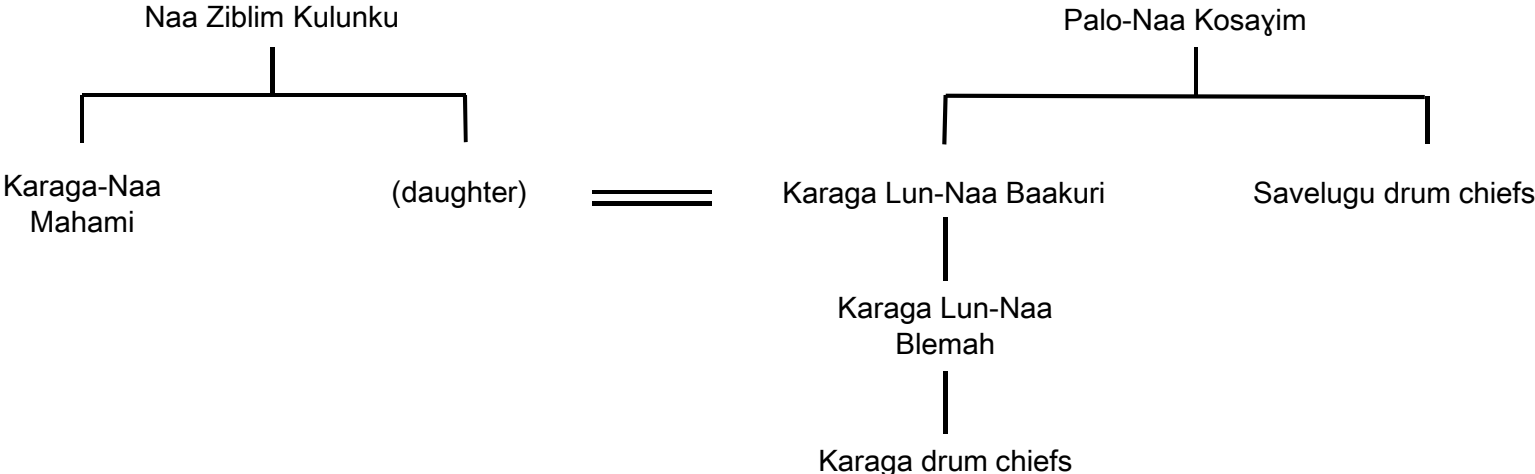 Naa Ziblim Kulunku
Palo-Naa Kosaɣim
Karaga-Naa
Mahami
(daughter)
Karaga Lun-Naa Baakuri
Savelugu drum chiefs
Karaga Lun-Naa
Blemah
Karaga drum chiefs